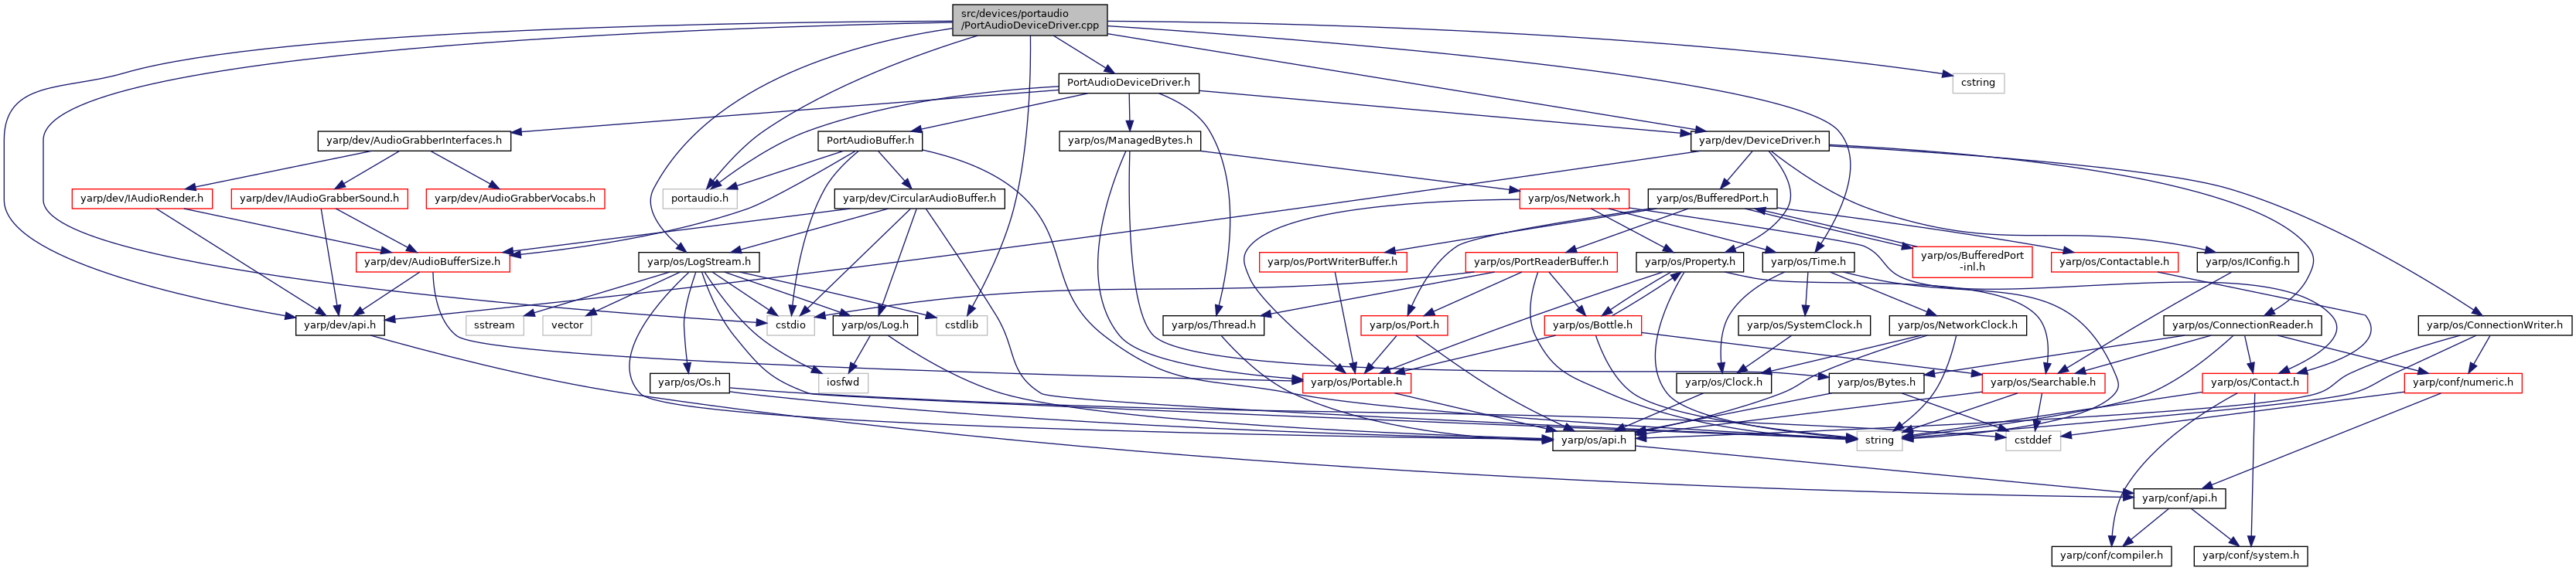 src/devices/portaudio
/PortAudioDeviceDriver.cpp
PortAudioDeviceDriver.h
cstring
yarp/dev/AudioGrabberInterfaces.h
PortAudioBuffer.h
yarp/os/ManagedBytes.h
yarp/dev/DeviceDriver.h
yarp/dev/IAudioRender.h
yarp/dev/IAudioGrabberSound.h
yarp/dev/AudioGrabberVocabs.h
portaudio.h
yarp/dev/CircularAudioBuffer.h
yarp/os/Network.h
yarp/os/BufferedPort.h
yarp/dev/AudioBufferSize.h
yarp/os/LogStream.h
yarp/os/PortWriterBuffer.h
yarp/os/PortReaderBuffer.h
yarp/os/Property.h
yarp/os/Time.h
yarp/os/BufferedPort
-inl.h
yarp/os/Contactable.h
yarp/os/IConfig.h
yarp/dev/api.h
sstream
vector
cstdio
yarp/os/Log.h
cstdlib
yarp/os/Thread.h
yarp/os/Port.h
yarp/os/Bottle.h
yarp/os/SystemClock.h
yarp/os/NetworkClock.h
yarp/os/ConnectionReader.h
yarp/os/ConnectionWriter.h
yarp/os/Os.h
iosfwd
yarp/os/Portable.h
yarp/os/Bytes.h
yarp/os/Clock.h
yarp/os/Searchable.h
yarp/os/Contact.h
yarp/conf/numeric.h
yarp/os/api.h
string
cstddef
yarp/conf/api.h
yarp/conf/compiler.h
yarp/conf/system.h